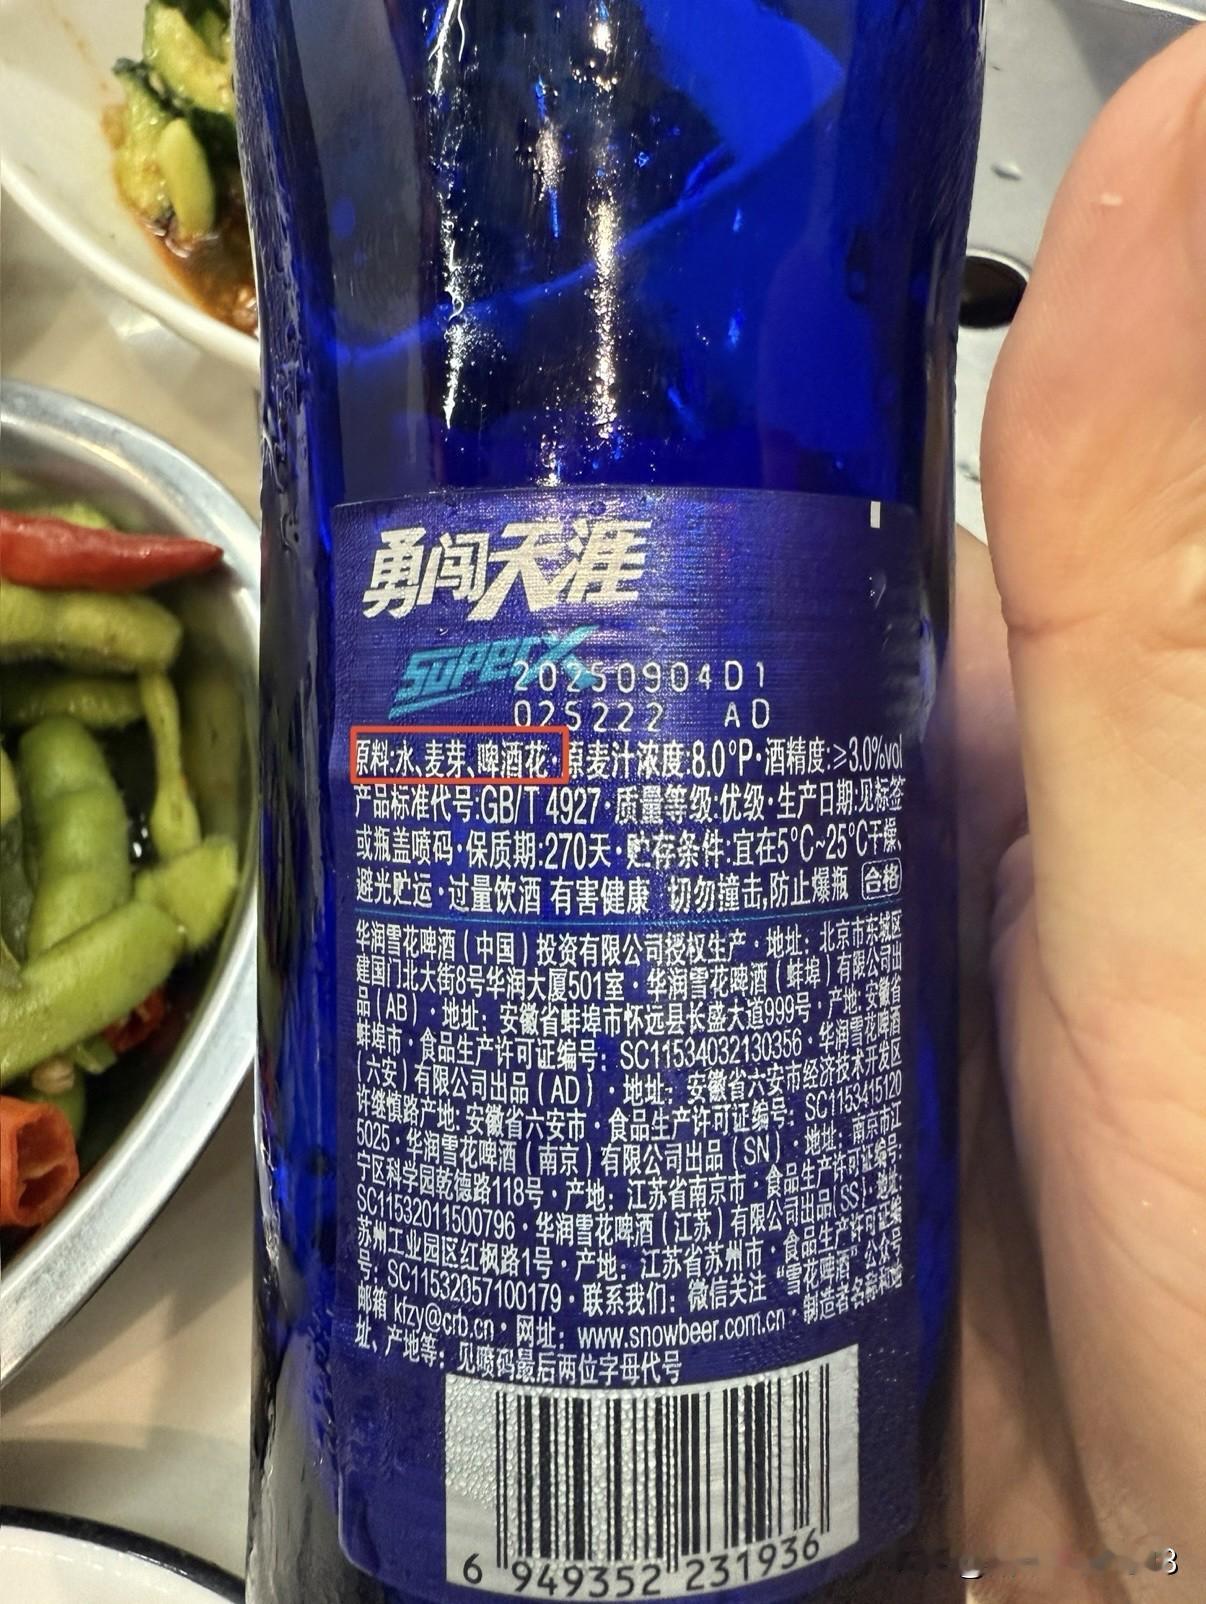 勇闯天涯
SuperX
20250904D1
025222 AD
原料:水、麦芽、啤酒花·原麦汁浓度:8.0°P·酒精度:≥3.0%vol
产品标准代号:GB/T 4927·质量等级:优级·生产日期:见标签
或瓶盖喷码·保质期:270天·贮存条件:宜在5°C~25°C干燥、
避光贮运·过量饮酒 有害健康 切勿撞击,防止爆瓶 合格
华润雪花啤酒(中国)投资有限公司授权生产·地址:北京市东城区
建国门北大街8号华润大厦501室·华润雪花啤酒(蚌埠)有限公司出
品(AB)·地址:安徽省蚌埠市怀远县长盛大道999号·产地:安徽省
蚌埠市·食品生产许可证编号:SC11534032130356·华润雪花啤酒
(六安)有限公司出品(AD)·地址:安徽省六安市经济技术开发区
许继慎路产地:安徽省六安市·食品生产许可证编号:SC1153415120
5025·华润雪花啤酒(南京)有限公司出品(SN)·地址:南京市江
宁区科学园乾德路118号·产地:江苏省南京市·食品生产许可证编号:
SC11532011500796·华润雪花啤酒(江苏)有限公司出品(SS)·地址:
苏州工业园区红枫路1号·产地:江苏省苏州市·食品生产许可证编
号:SC11532057100179·联系我们:微信关注“雪花啤酒”公众号
邮箱 kfzy@crb.cn·网址:www.snowbeer.com.cn·制造者名称和地
址、产地等:见喷码最后两位字母代号
6 949352 231936